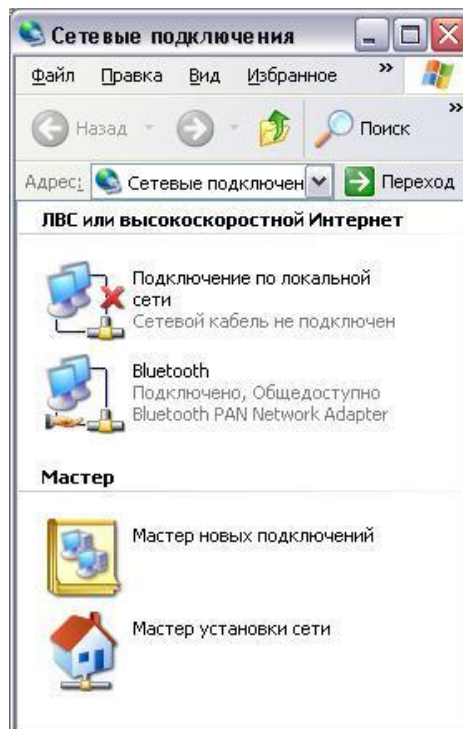 Сетевые подключения
Файл Правка Вид Избранное »
Назад Поиск »
Адрес: Сетевые подключен Переход
ЛВС или высокоскоростной Интернет
Подключение по локальной
сети
Сетевой кабель не подключен
Bluetooth
Подключено, Общедоступно
Bluetooth PAN Network Adapter
Мастер
Мастер новых подключений
Мастер установки сети